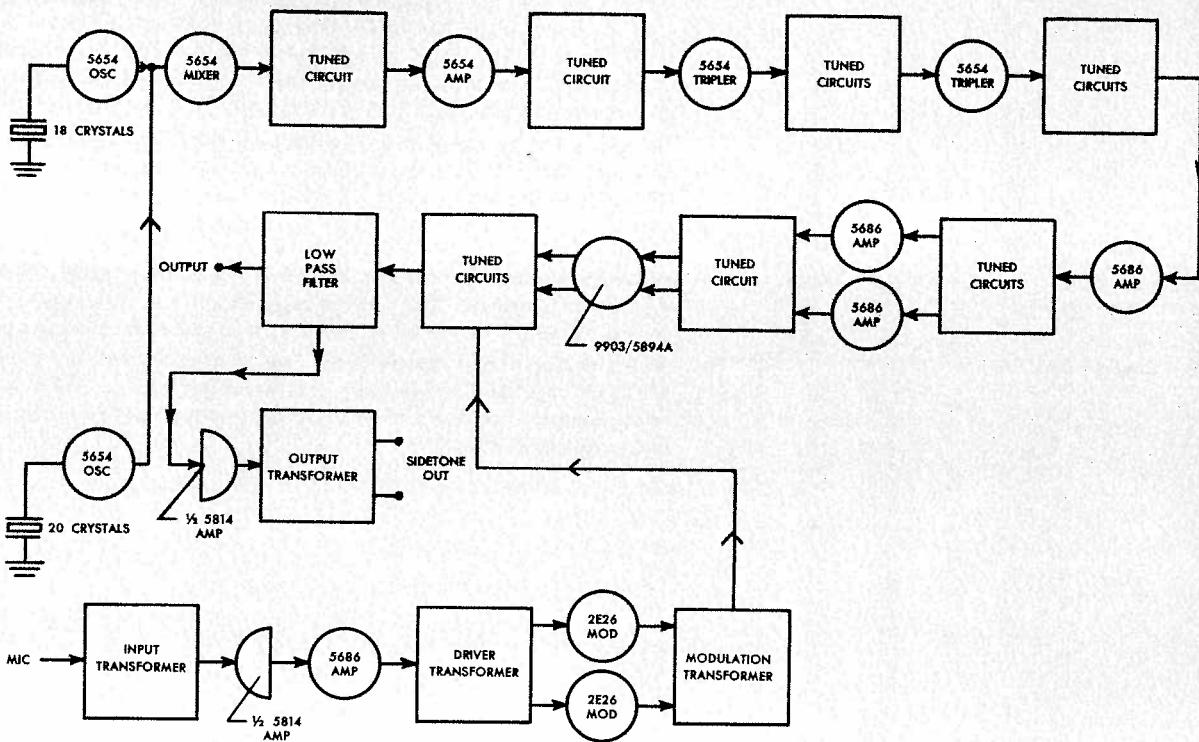 5654
OSC
5654
MIXER
TUNED
CIRCUIT
5654
AMP
TUNED
CIRCUIT
5654
TRIPLER
TUNED
CIRCUITS
5654
TRIPLER
TUNED
CIRCUITS
18 CRYSTALS
OUTPUT
LOW
PASS
FILTER
TUNED
CIRCUITS
9903/5894A
TUNED
CIRCUIT
5686
AMP
5686
AMP
TUNED
CIRCUITS
5686
AMP
5654
OSC
20 CRYSTALS
½ 5814
AMP
OUTPUT
TRANSFORMER
SIDETONE
OUT
MIC
INPUT
TRANSFORMER
½ 5814
AMP
5686
AMP
DRIVER
TRANSFORMER
2E26
MOD
2E26
MOD
MODULATION
TRANSFORMER